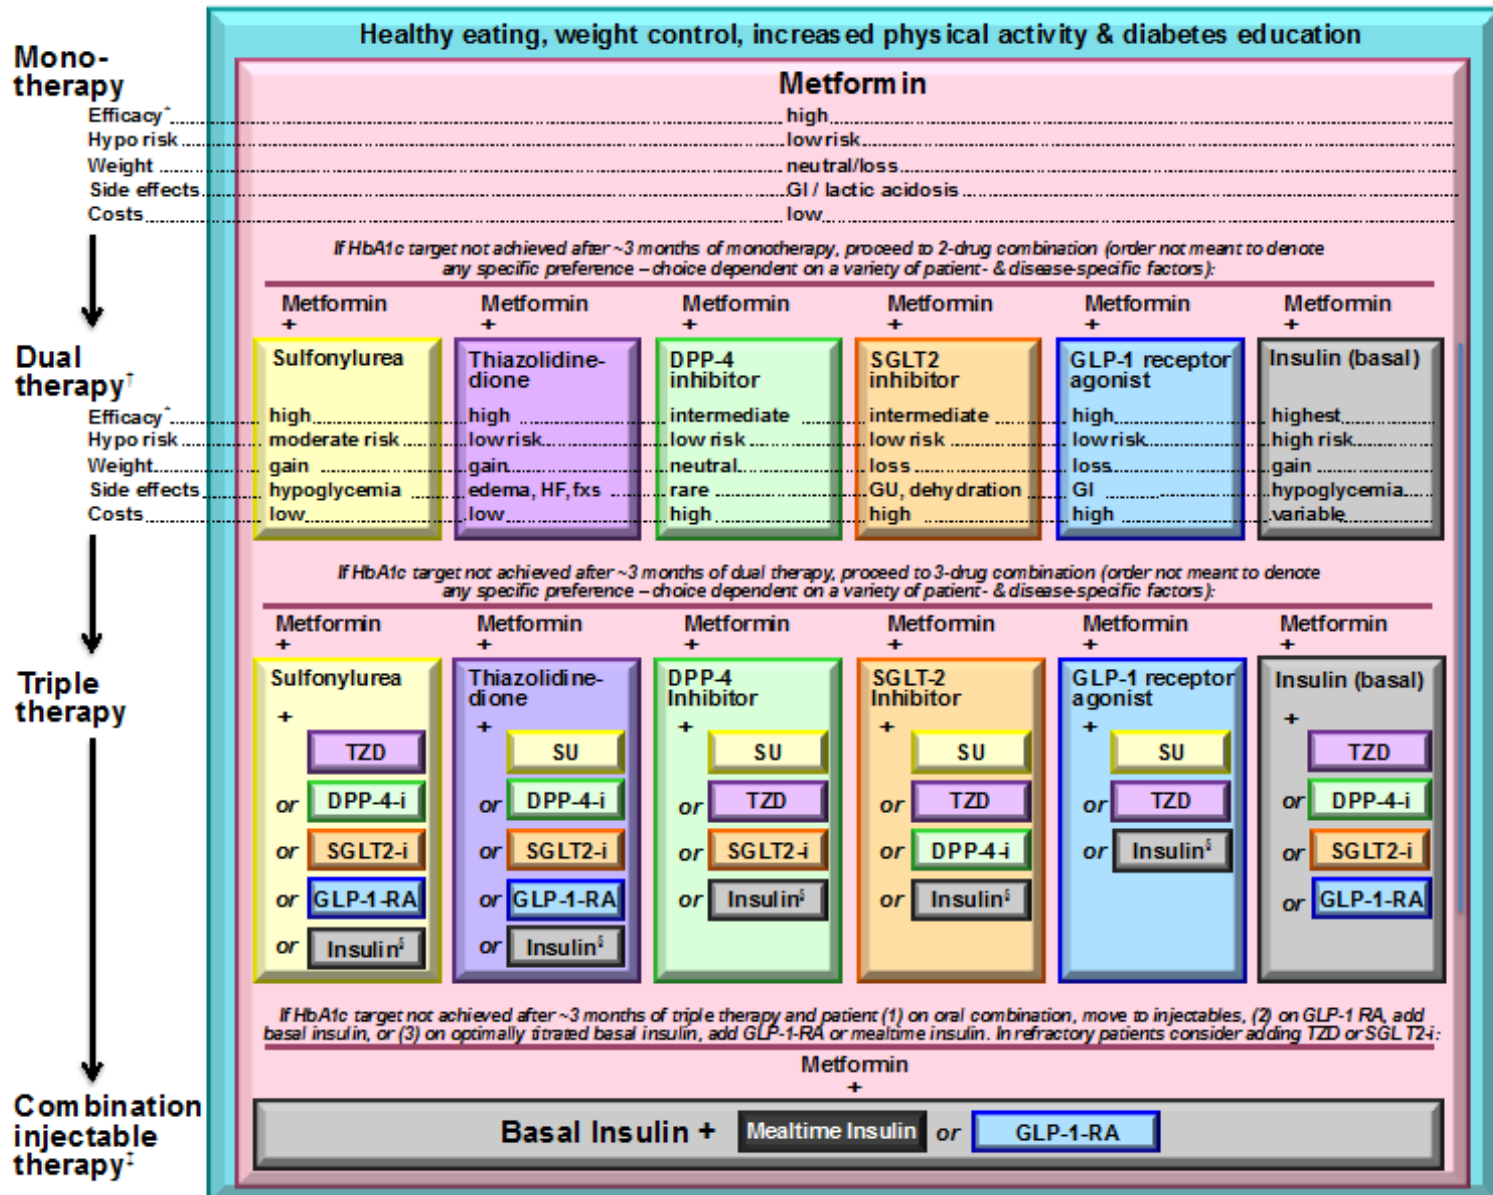 Healthy eating, weight control, increased physical activity & diabetes education
Mono-
therapy
Metformin
Efficacy* high
Hypo risk low risk
Weight neutral/loss
Side effects GI / lactic acidosis
Costs low
If HbA1c target not achieved after ~3 months of monotherapy, proceed to 2-drug combination (order not meant to denote
any specific preference – choice dependent on a variety of patient- & disease-specific factors):
Metformin Metformin Metformin Metformin Metformin Metformin
+ + + + + +
Dual
therapy†
Sulfonylurea
Thiazolidine-
dione
DPP-4
inhibitor
SGLT2
inhibitor
GLP-1 receptor
agonist
Insulin (basal)
Efficacy* high high intermediate intermediate high highest
Hypo risk moderate risk low risk low risk low risk low risk high risk
Weight gain gain neutral loss loss gain
Side effects hypoglycemia edema, HF, fxs rare GU, dehydration GI hypoglycemia
Costs low low high high high variable
If HbA1c target not achieved after ~3 months of dual therapy, proceed to 3-drug combination (order not meant to denote
any specific preference – choice dependent on a variety of patient- & disease-specific factors):
Metformin Metformin Metformin Metformin Metformin Metformin
+ + + + + +
Triple
therapy
Sulfonylurea
+
TZD
or DPP-4-i
or SGLT2-i
or GLP-1-RA
or Insulin§
Thiazolidine-
dione
+
SU
or DPP-4-i
or SGLT2-i
or GLP-1-RA
or Insulin§
DPP-4
Inhibitor
+
SU
or TZD
or SGLT2-i
or Insulin§
SGLT-2
Inhibitor
+
SU
or TZD
or DPP-4-i
or Insulin§
GLP-1 receptor
agonist
+
SU
or TZD
or Insulin§
Insulin (basal)
+
TZD
or DPP-4-i
or SGLT2-i
or GLP-1-RA
If HbA1c target not achieved after ~3 months of triple therapy and patient (1) on oral combination, move to injectables, (2) on GLP-1 RA, add
basal insulin, or (3) on optimally titrated basal insulin, add GLP-1-RA or mealtime insulin. In refractory patients consider adding TZD or SGLT2-i:
Metformin
+
Combination
injectable
therapy‡
Basal Insulin + Mealtime Insulin or GLP-1-RA